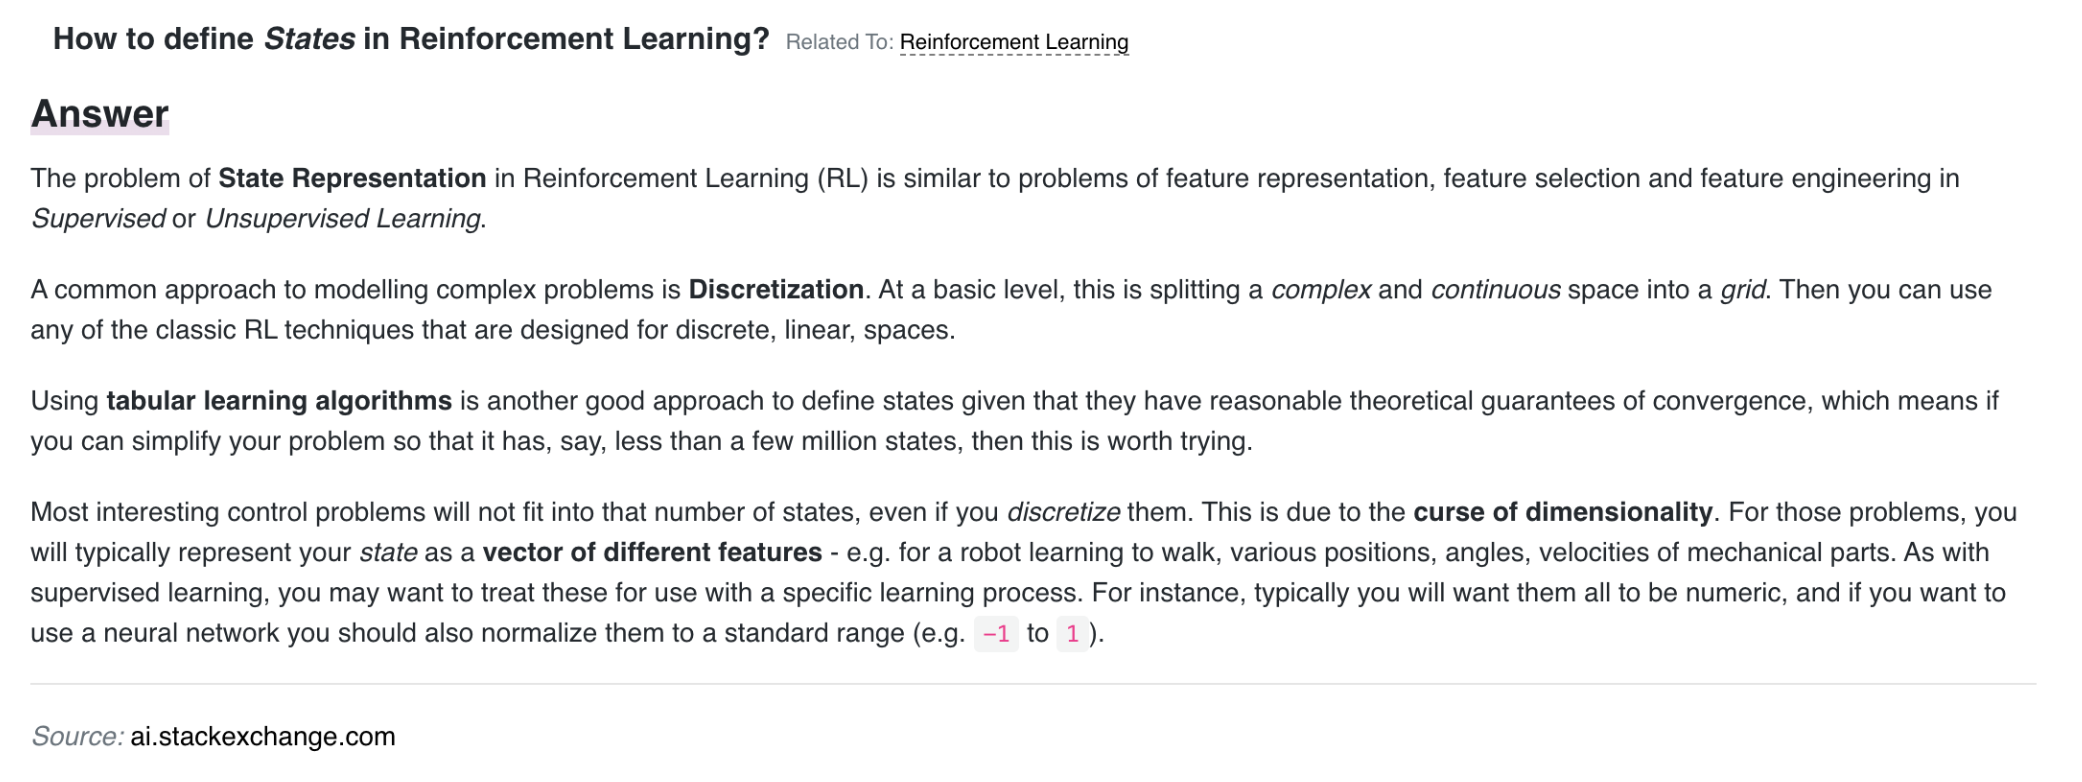 How to define States in Reinforcement Learning? Related To: Reinforcement Learning
Answer
The problem of State Representation in Reinforcement Learning (RL) is similar to problems of feature representation, feature selection and feature engineering in
Supervised or Unsupervised Learning.
A common approach to modelling complex problems is Discretization. At a basic level, this is splitting a complex and continuous space into a grid. Then you can use
any of the classic RL techniques that are designed for discrete, linear, spaces.
Using tabular learning algorithms is another good approach to define states given that they have reasonable theoretical guarantees of convergence, which means if
you can simplify your problem so that it has, say, less than a few million states, then this is worth trying.
Most interesting control problems will not fit into that number of states, even if you discretize them. This is due to the curse of dimensionality. For those problems, you
will typically represent your state as a vector of different features - e.g. for a robot learning to walk, various positions, angles, velocities of mechanical parts. As with
supervised learning, you may want to treat these for use with a specific learning process. For instance, typically you will want them all to be numeric, and if you want to
use a neural network you should also normalize them to a standard range (e.g. −1 to 1 ).
Source: ai.stackexchange.com